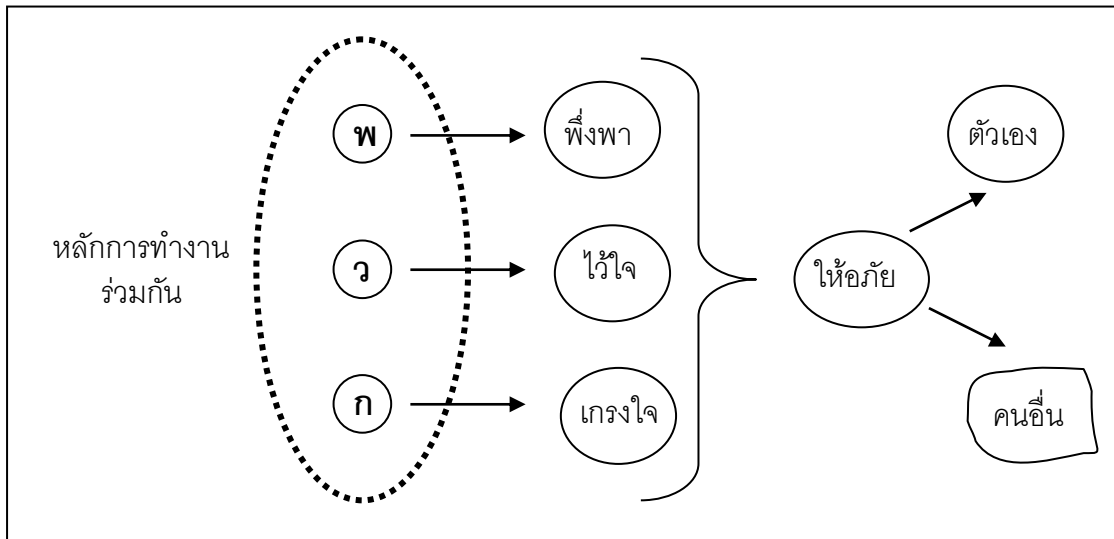 หลักการทำงาน
ร่วมกัน
พ
พึ่งพา
ว
ไว้ใจ
ก
เกรงใจ
ให้อภัย
ตัวเอง
คนอื่น